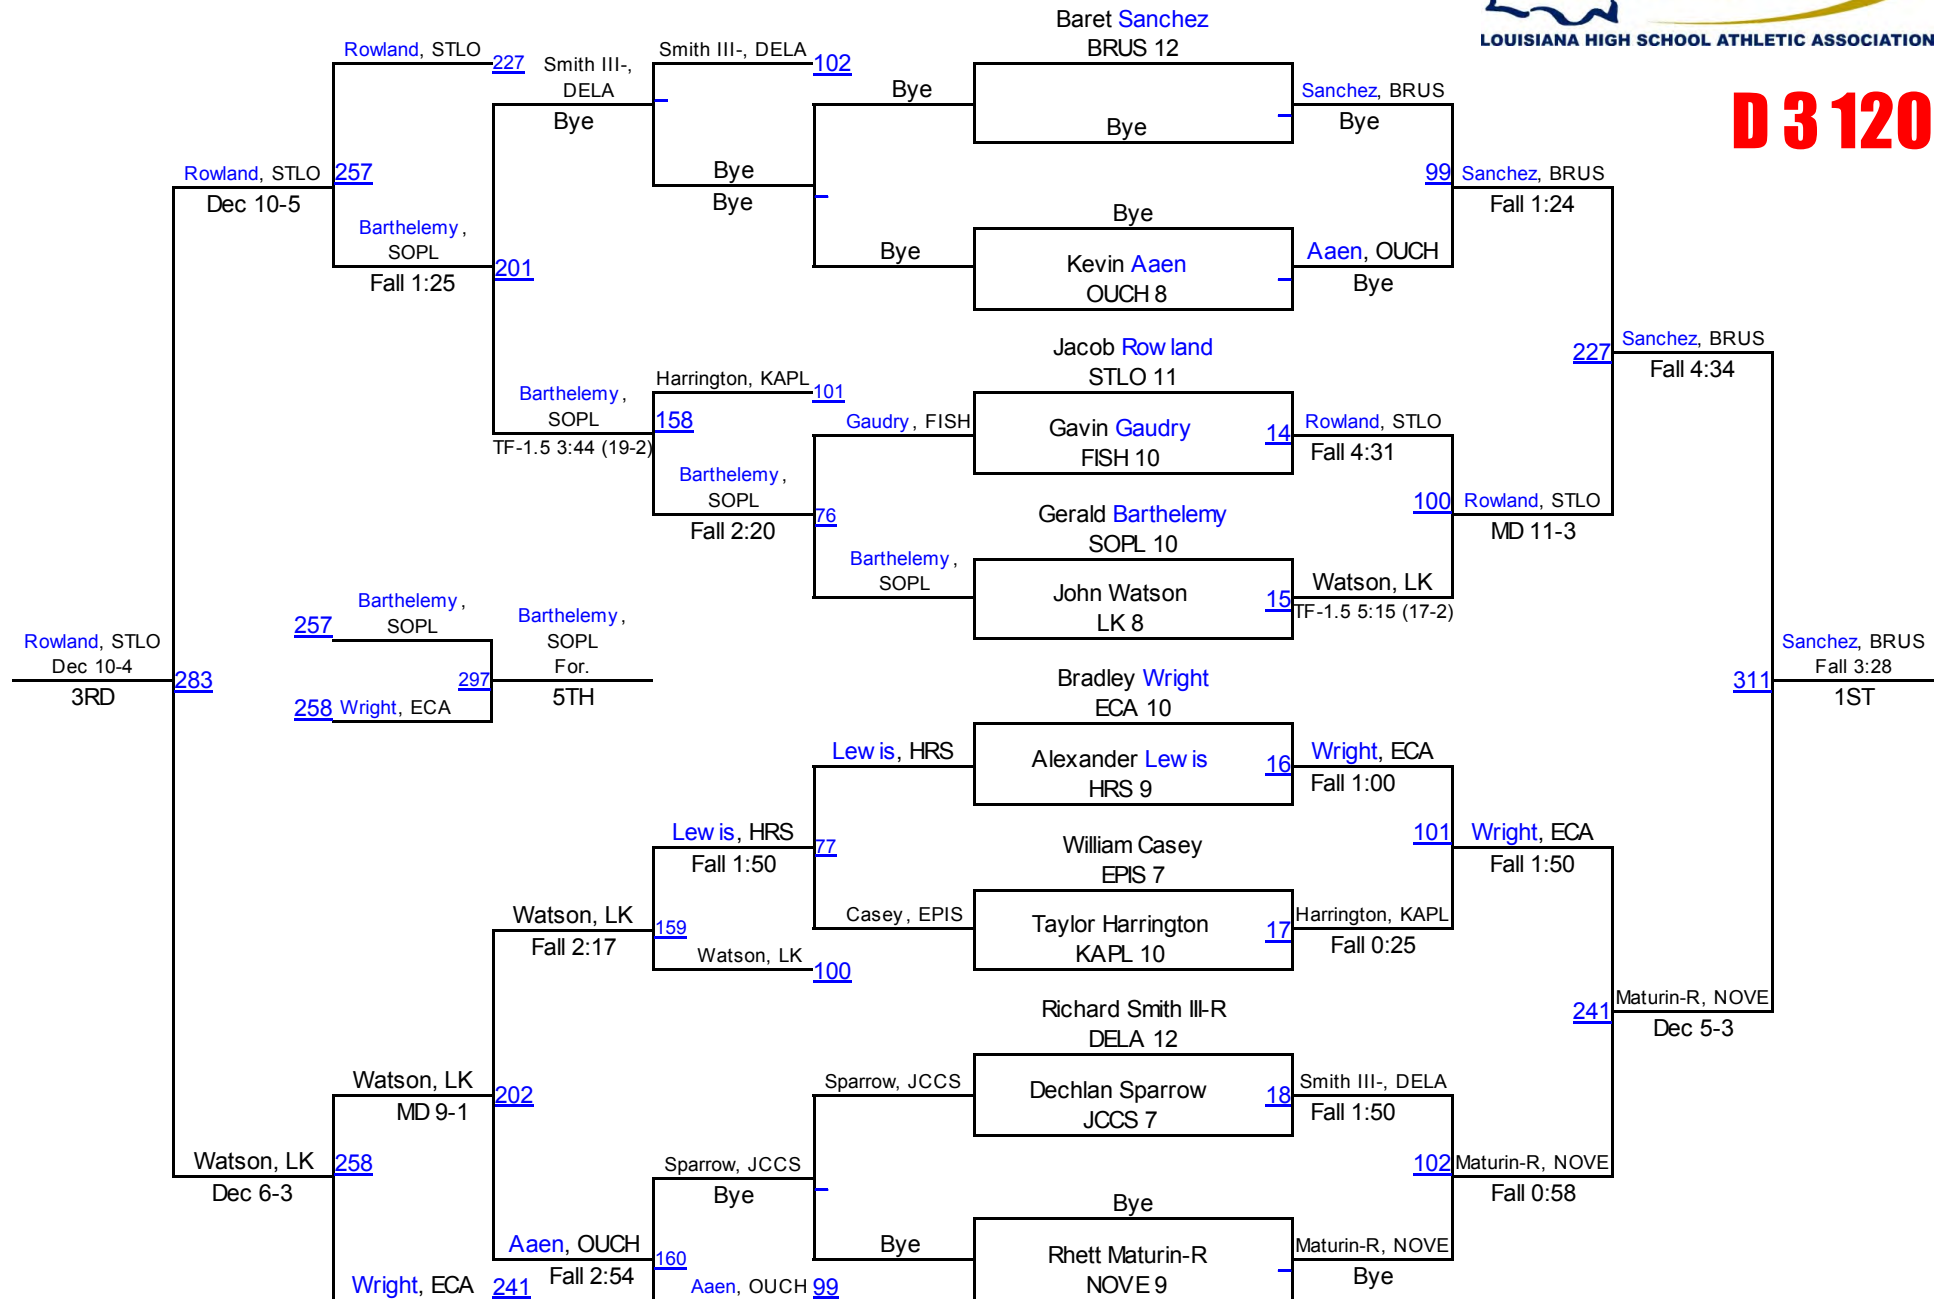 Baret Sanchez
BRUS 12
LOUISIANA HIGH SCHOOL ATHLETIC ASSOCIATION
D 3 120
Rowland, STLO
227
Smith III-,
DELA
Bye
Smith III-, DELA
102
Bye
Bye
Sanchez, BRUS
Bye
Rowland, STLO
Dec 10-5
257
Bye
Bye
99
Sanchez, BRUS
Fall 1:24
Barthelemy,
SOPL
Fall 1:25
201
Bye
Bye
Kevin Aaen
OUCH 8
Aaen, OUCH
Bye
Jacob Rowland
STLO 11
227
Sanchez, BRUS
Fall 4:34
Barthelemy,
SOPL
TF-1.5 3:44 (19-2)
Harrington, KAPL
101
158
Gaudry, FISH
Gavin Gaudry
FISH 10
14
Rowland, STLO
Fall 4:31
Barthelemy,
SOPL
Fall 2:20
76
Gerald Barthelemy
SOPL 10
100
Rowland, STLO
MD 11-3
Barthelemy,
SOPL
John Watson
LK 8
15
Watson, LK
TF-1.5 5:15 (17-2)
Rowland, STLO
Dec 10-4
3RD
283
257
Barthelemy,
SOPL
258
Wright, ECA
297
Barthelemy,
SOPL
For.
5TH
Bradley Wright
ECA 10
311
Sanchez, BRUS
Fall 3:28
1ST
Lewis, HRS
Alexander Lewis
HRS 9
16
Wright, ECA
Fall 1:00
Lewis, HRS
Fall 1:50
77
William Casey
EPIS 7
101
Wright, ECA
Fall 1:50
Watson, LK
Fall 2:17
159
Casey, EPIS
Taylor Harrington
KAPL 10
17
Harrington, KAPL
Fall 0:25
Watson, LK
100
Richard Smith III-R
DELA 12
241
Maturin-R, NOVE
Dec 5-3
Watson, LK
MD 9-1
202
Sparrow, JCCS
Dechlan Sparrow
JCCS 7
18
Smith III-, DELA
Fall 1:50
Watson, LK
Dec 6-3
258
Sparrow, JCCS
Bye
102
Maturin-R, NOVE
Fall 0:58
Bye
Aaen, OUCH
Fall 2:54
160
Bye
Rhett Maturin-R
NOVE 9
Maturin-R, NOVE
Bye
Wright, ECA
241
Aaen, OUCH
99